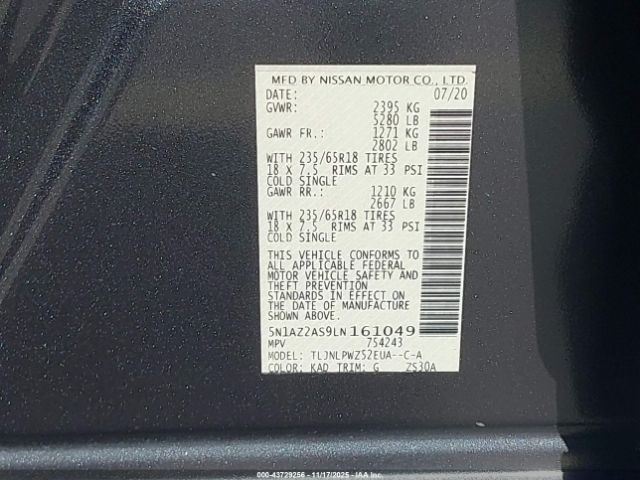 MFD BY NISSAN MOTOR CO., LTD.
DATE: 07/20
GVWR: 2395 KG
5280 LB
GAWR FR.: 1271 KG
2802 LB
WITH 235/65R18 TIRES
18 X 7.5 RIMS AT 33 PSI
COLD SINGLE
GAWR RR.: 1210 KG
2667 LB
WITH 235/65R18 TIRES
18 X 7.5 RIMS AT 33 PSI
COLD SINGLE
THIS VEHICLE CONFORMS TO
ALL APPLICABLE FEDERAL
MOTOR VEHICLE SAFETY AND
THEFT PREVENTION
STANDARDS IN EFFECT ON
THE DATE OF MANUFACTURE
SHOWN ABOVE.
5N1AZ2AS9LN161049
MPV 754243
MODEL: TLJNLPWZ52EUA--C-A
COLOR: KAD TRIM: G ZS30A
000-43729256 - 11/17/2025 - IAAI.COM